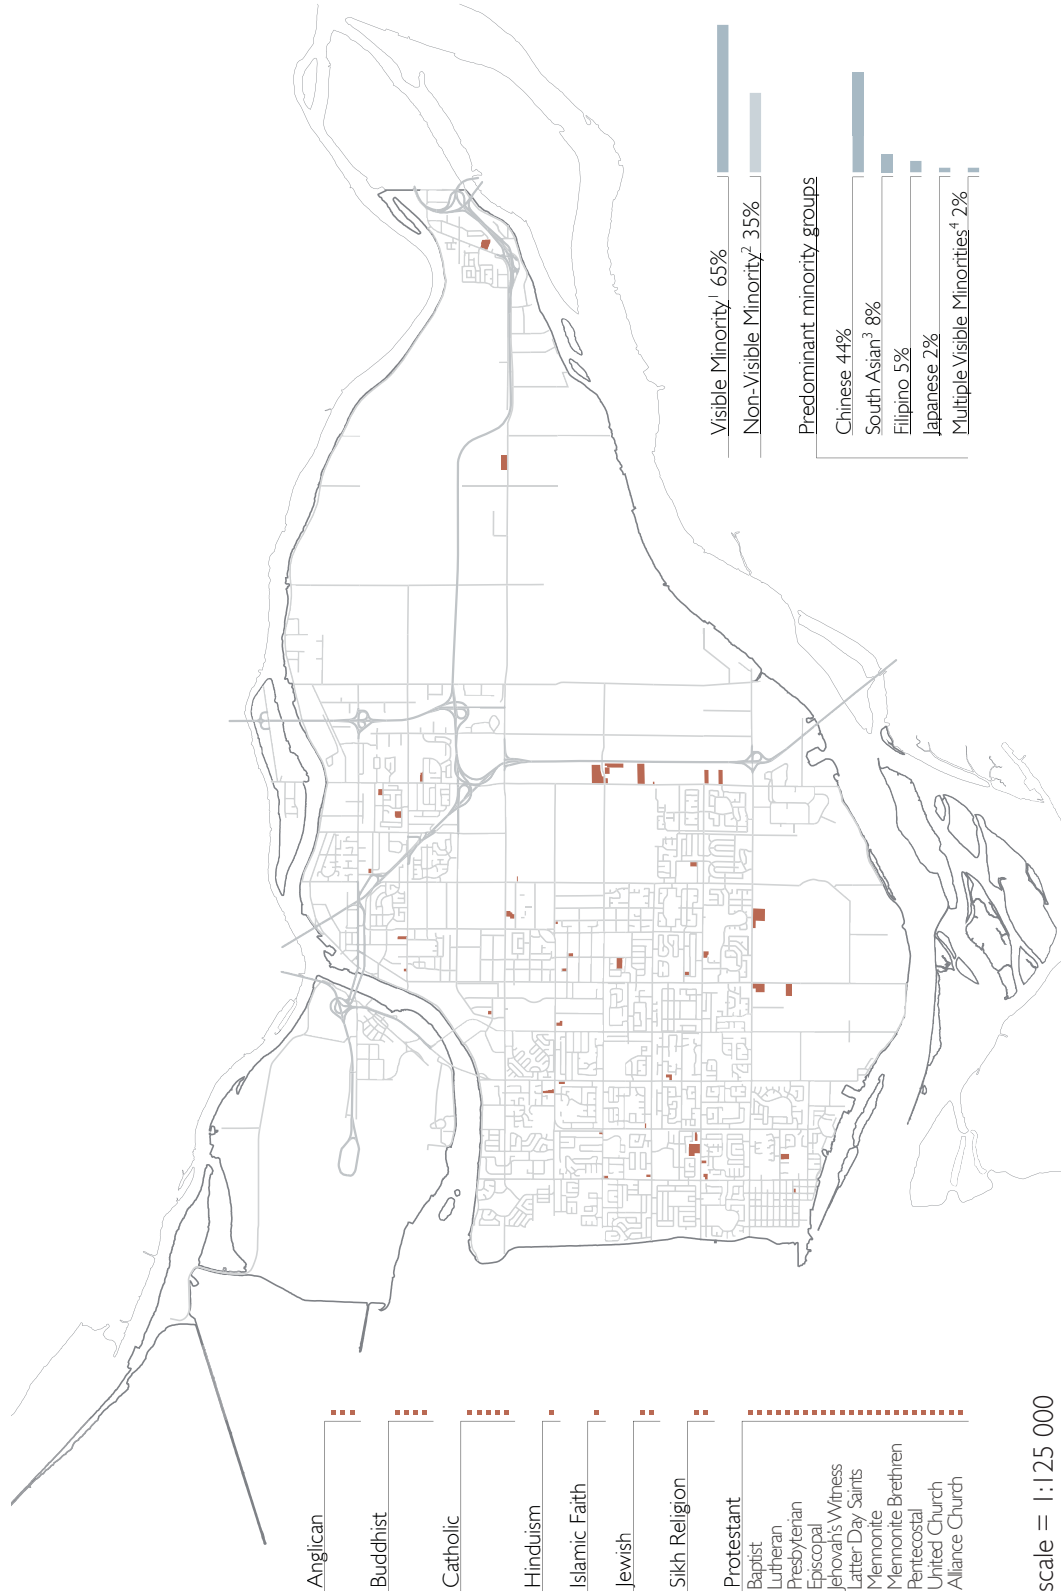 Anglican
Buddhist
Catholic
Hinduism
Islamic Faith
Jewish
Sikh Religion
Protestant
Baptist
Lutheran
Presbyterian
Episcopal
Jehovah's Witness
Latter Day Saints
Mennonite
Mennonite Brethren
Pentecostal
United Church
Alliance Church
scale = 1:125 000
Visible Minority¹ 65%
Non-Visible Minority² 35%
Predominant minority groups
Chinese 44%
South Asian³ 8%
Filipino 5%
Japanese 2%
Multiple Visible Minorities⁴ 2%